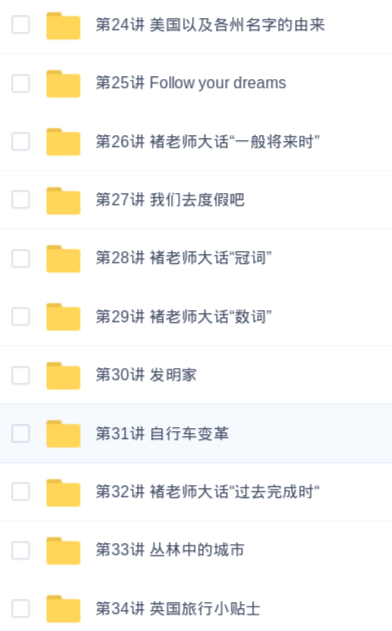 第24讲 美国以及各州名字的由来
第25讲 Follow your dreams
第26讲 褚老师大话“一般将来时”
第27讲 我们去度假吧
第28讲 褚老师大话“冠词”
第29讲 褚老师大话“数词”
第30讲 发明家
第31讲 自行车变革
第32讲 褚老师大话“过去完成时“
第33讲 丛林中的城市
第34讲 英国旅行小贴士